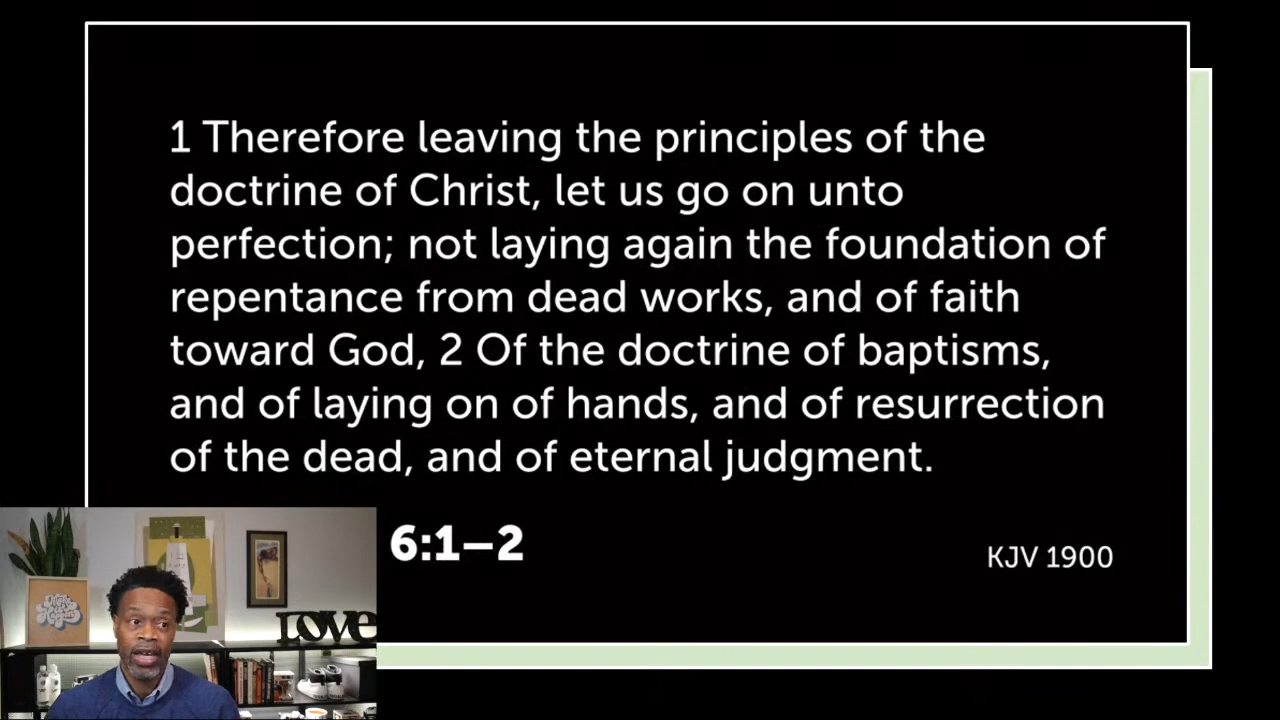 1 Therefore leaving the principles of the
doctrine of Christ, let us go on unto
perfection; not laying again the foundation of
repentance from dead works, and of faith
toward God, 2 Of the doctrine of baptisms,
and of laying on of hands, and of resurrection
of the dead, and of eternal judgment.
6:1–2
KJV 1900
LOVE